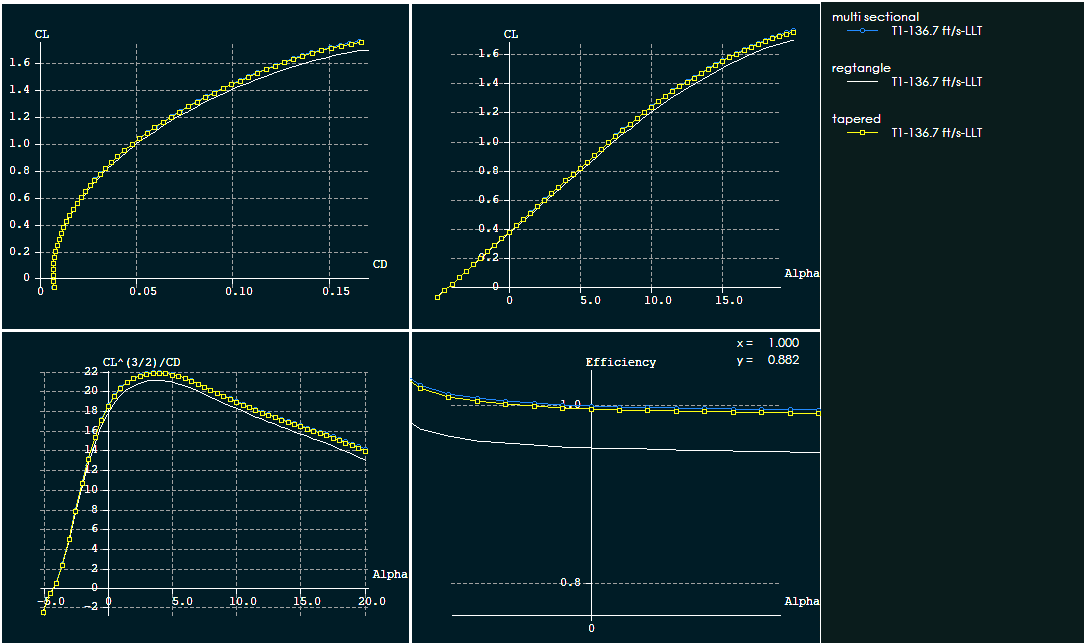 CL
1.6
1.4
1.2
1.0
0.8
0.6
0.4
0.2
0
CD
0 0.05 0.10 0.15
CL
1.6
1.4
1.2
1.0
0.8
0.6
0.4
0.2
0
Alpha
0 5.0 10.0 15.0
multi sectional
T1-136.7 ft/s-LLT
regtangle
T1-136.7 ft/s-LLT
tapered
T1-136.7 ft/s-LLT
CL^(3/2)/CD
22
20
18
16
14
12
10
8
6
4
2
0
-2
Alpha
-5.0 0 5.0 10.0 15.0 20.0
x = 1.000
y = 0.882
Efficiency
1.0
0.8
Alpha
0